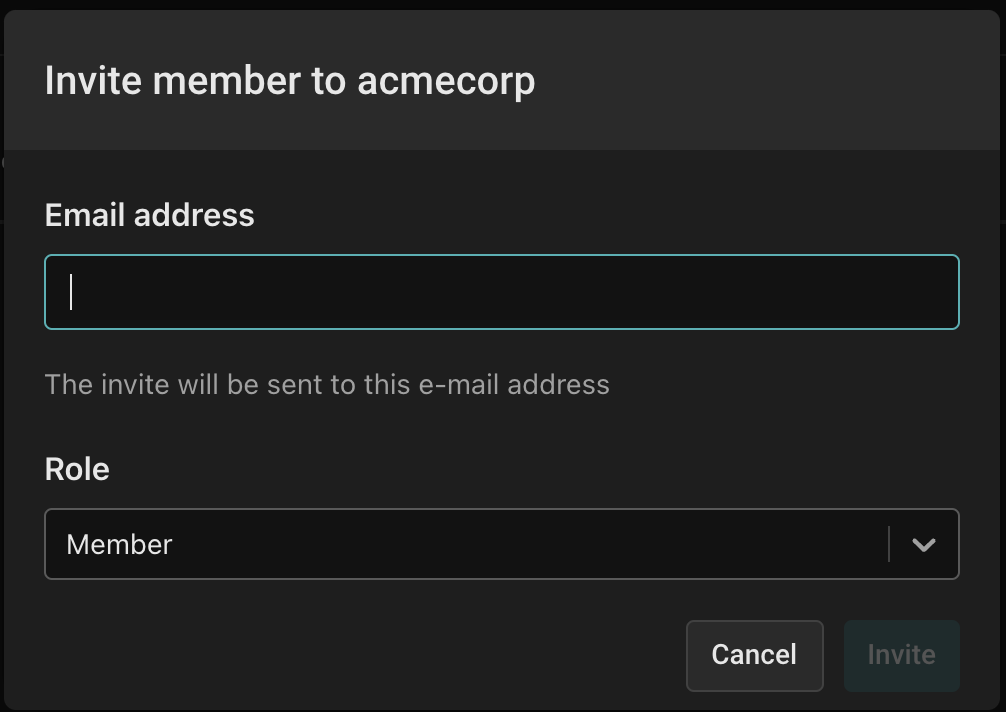 Invite member to acmecorp
Email address
The invite will be sent to this e-mail address
Role
Member
Cancel Invite